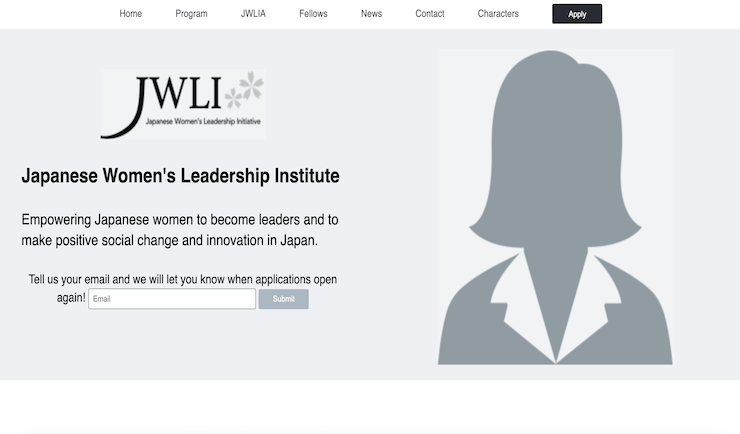 Home Program JWLIA Fellows News Contact Characters Apply
JWLI
Japanese Women's Leadership Initiative
Japanese Women's Leadership Institute
Empowering Japanese women to become leaders and to
make positive social change and innovation in Japan.
Tell us your email and we will let you know when applications open
again! Email Submit